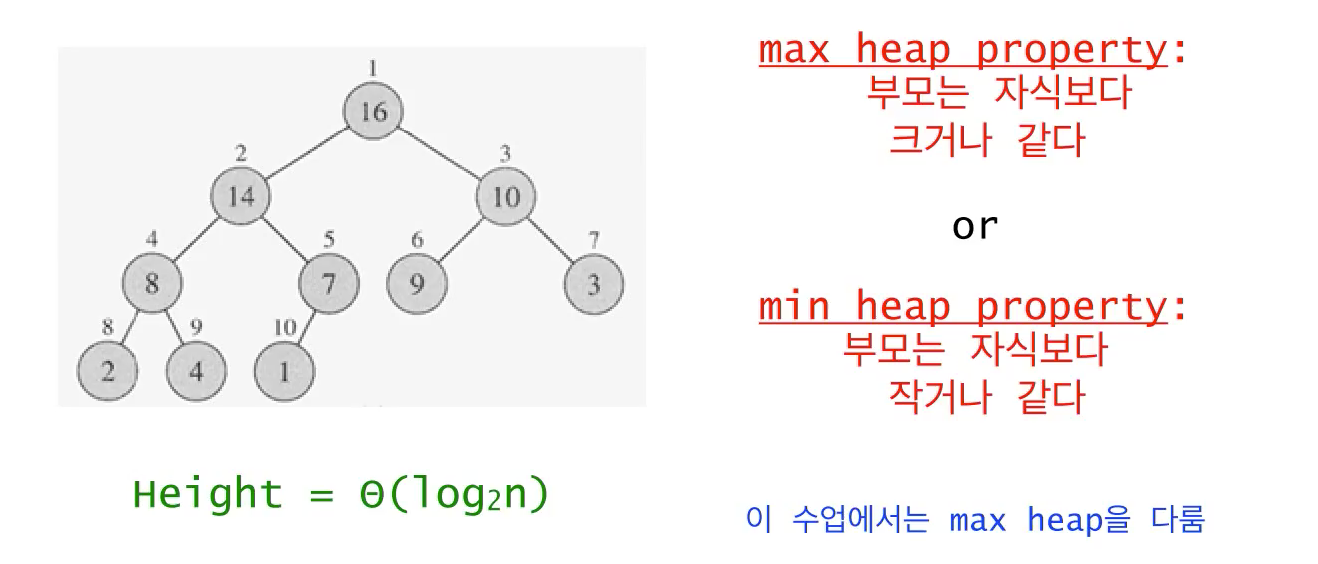 1
16
2 3
14 10
4 5 6 7
8 7 9 3
8 9 10
2 4 1
Height = Θ(log₂n)
max heap property:
부모는 자식보다
크거나 같다
or
min heap property:
부모는 자식보다
작거나 같다
이 수업에서는 max heap을 다룸